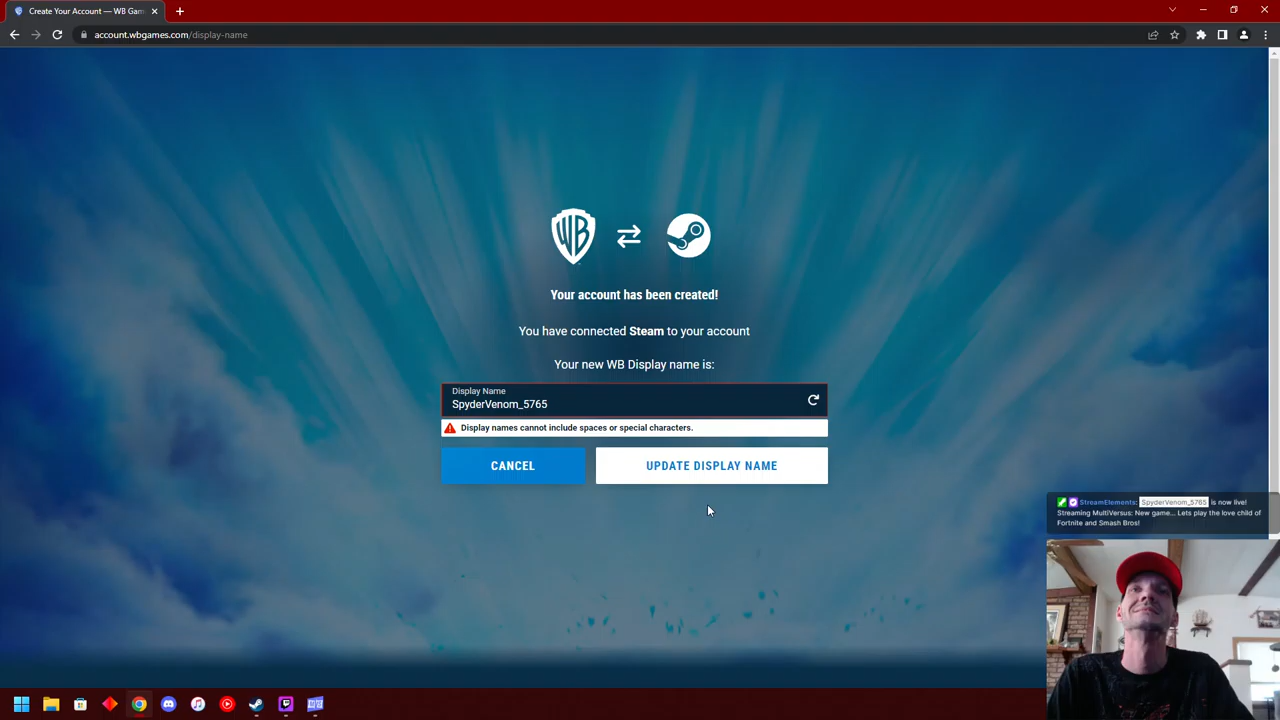 Create Your Account — WB Gam
account.wbgames.com/display-name
WB
Your account has been created!
You have connected Steam to your account
Your new WB Display name is:
Display Name
SpyderVenom_5765
Display names cannot include spaces or special characters.
CANCEL
UPDATE DISPLAY NAME
StreamElements: SpyderVenom_5765 is now live!
Streaming MultiVersus: New game... Lets play the love child of
Fortnite and Smash Bros!